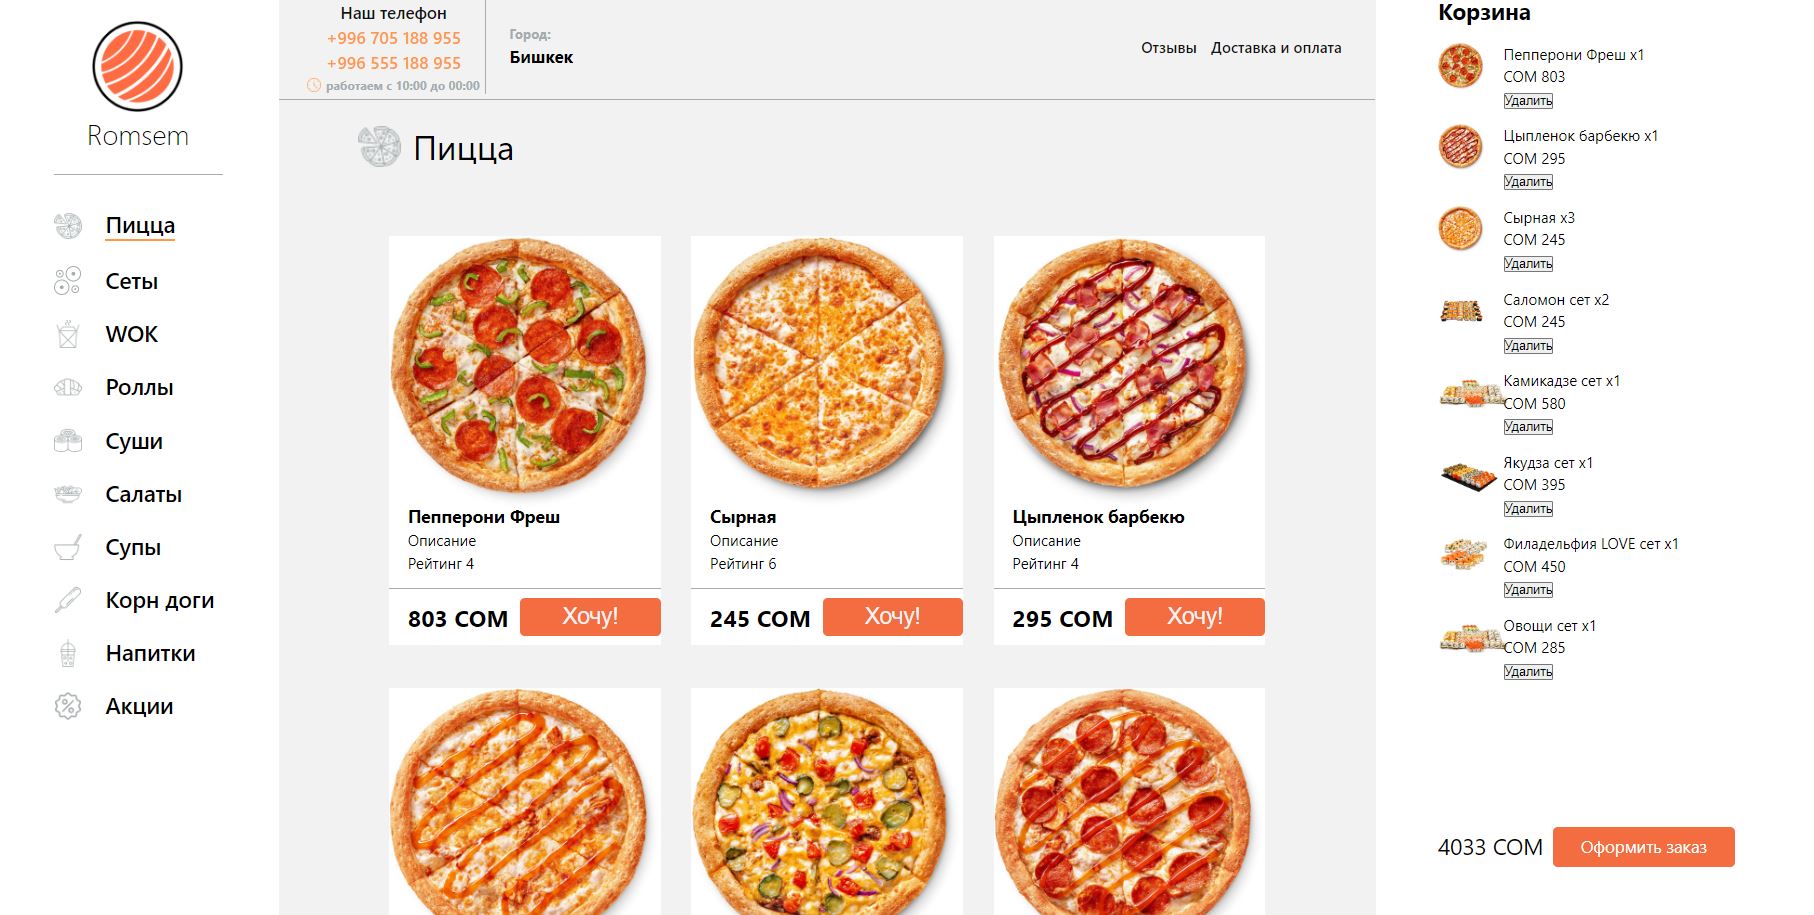 Romsem
Пицца
Сеты
WOK
Роллы
Суши
Салаты
Супы
Корн доги
Напитки
Акции
Наш телефон
+996 705 188 955
+996 555 188 955
работаем с 10:00 до 00:00
Город:
Бишкек
Отзывы Доставка и оплата
Пицца
Пепперони Фреш
Описание
Рейтинг 4
803 СОМ Хочу!
Сырная
Описание
Рейтинг 6
245 СОМ Хочу!
Цыпленок барбекю
Описание
Рейтинг 4
295 СОМ Хочу!
Корзина
Пепперони Фреш x1
СОМ 803
Удалить
Цыпленок барбекю x1
СОМ 295
Удалить
Сырная x3
СОМ 245
Удалить
Саломон сет x2
СОМ 245
Удалить
Камикадзе сет x1
СОМ 580
Удалить
Якудза сет x1
СОМ 395
Удалить
Филадельфия LOVE сет x1
СОМ 450
Удалить
Овощи сет x1
СОМ 285
Удалить
4033 СОМ Оформить заказ